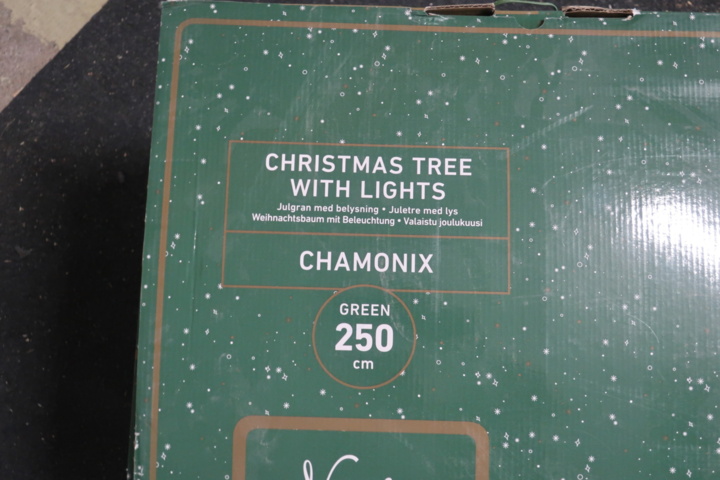 CHRISTMAS TREE
WITH LIGHTS
Julgran med belysning • Juletre med lys
Weihnachtsbaum mit Beleuchtung • Valaistu joulukuusi
CHAMONIX
GREEN
250
cm